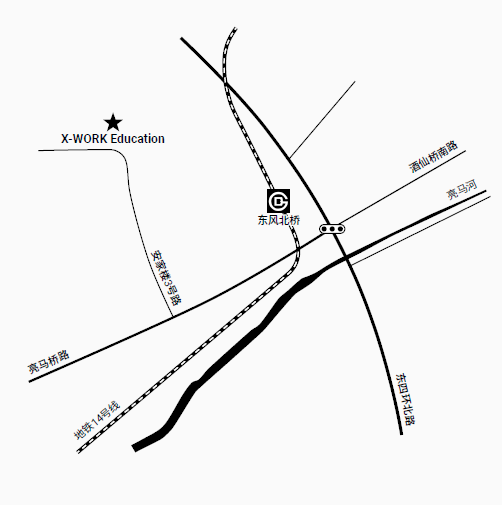 X-WORK Education
酒仙桥南路
亮马河
东风北桥
安家楼3号路
亮马桥路
地铁14号线
东四环北路